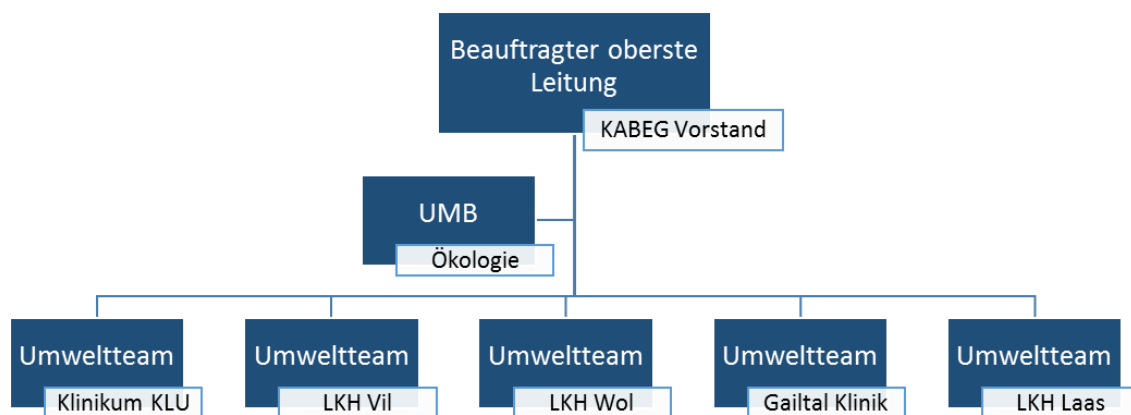 Beauftragter oberste
Leitung
KABEG Vorstand
UMB
Ökologie
Umweltteam
Klinikum KLU
Umweltteam
LKH Vil
Umweltteam
LKH Wol
Umweltteam
Gailtal Klinik
Umweltteam
LKH Laas